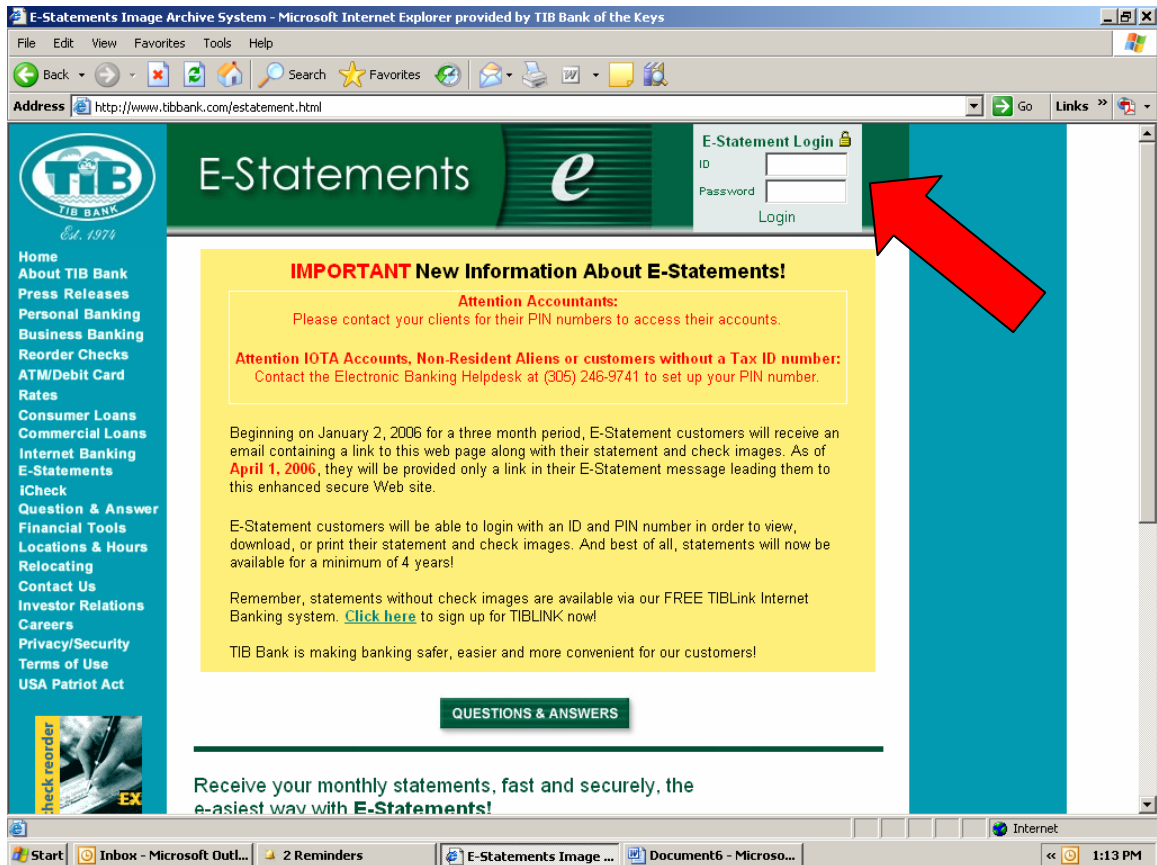 E-Statements Image Archive System - Microsoft Internet Explorer provided by TIB Bank of the Keys
File Edit View Favorites Tools Help
Back Search Favorites
Address http://www.tibbank.com/estatement.html Go Links »
TIB
TIB BANK
Est. 1974
E-Statements e
E-Statement Login
ID
Password
Login
Home
About TIB Bank
Press Releases
Personal Banking
Business Banking
Reorder Checks
ATM/Debit Card
Rates
Consumer Loans
Commercial Loans
Internet Banking
E-Statements
iCheck
Question & Answer
Financial Tools
Locations & Hours
Relocating
Contact Us
Investor Relations
Careers
Privacy/Security
Terms of Use
USA Patriot Act
check reorder
EX
IMPORTANT New Information About E-Statements!
Attention Accountants:
Please contact your clients for their PIN numbers to access their accounts.
Attention IOTA Accounts, Non-Resident Aliens or customers without a Tax ID number:
Contact the Electronic Banking Helpdesk at (305) 246-9741 to set up your PIN number.
Beginning on January 2, 2006 for a three month period, E-Statement customers will receive an
email containing a link to this web page along with their statement and check images. As of
April 1, 2006, they will be provided only a link in their E-Statement message leading them to
this enhanced secure Web site.
E-Statement customers will be able to login with an ID and PIN number in order to view,
download, or print their statement and check images. And best of all, statements will now be
available for a minimum of 4 years!
Remember, statements without check images are available via our FREE TIBLink Internet
Banking system. Click here to sign up for TIBLINK now!
TIB Bank is making banking safer, easier and more convenient for our customers!
QUESTIONS & ANSWERS
Receive your monthly statements, fast and securely, the
e-asiest way with E-Statements!
Internet
Start Inbox - Microsoft Outl... 2 Reminders E-Statements Image ... Document6 - Microso... « 1:13 PM